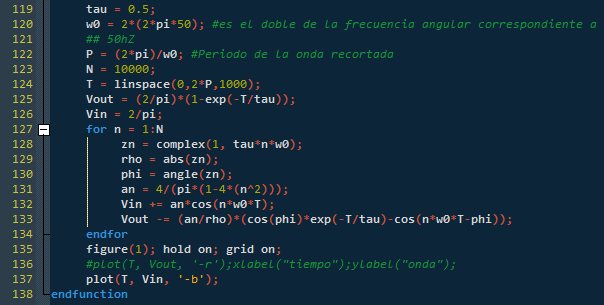 119 tau = 0.5;
120 w0 = 2*(2*pi*50); #es el doble de la frecuencia angular correspondiente a
121 ## 50hZ
122 P = (2*pi)/w0; #Periodo de la onda recortada
123 N = 10000;
124 T = linspace(0,2*P,1000);
125 Vout = (2/pi)*(1-exp(-T/tau));
126 Vin = 2/pi;
127 for n = 1:N
128 zn = complex(1, tau*n*w0);
129 rho = abs(zn);
130 phi = angle(zn);
131 an = 4/(pi*(1-4*(n^2)));
132 Vin += an*cos(n*w0*T);
133 Vout -= (an/rho)*(cos(phi)*exp(-T/tau)-cos(n*w0*T-phi));
134 endfor
135 figure(1); hold on; grid on;
136 #plot(T, Vout, '-r');xlabel("tiempo");ylabel("onda");
137 plot(T, Vin, '-b');
138 endfunction